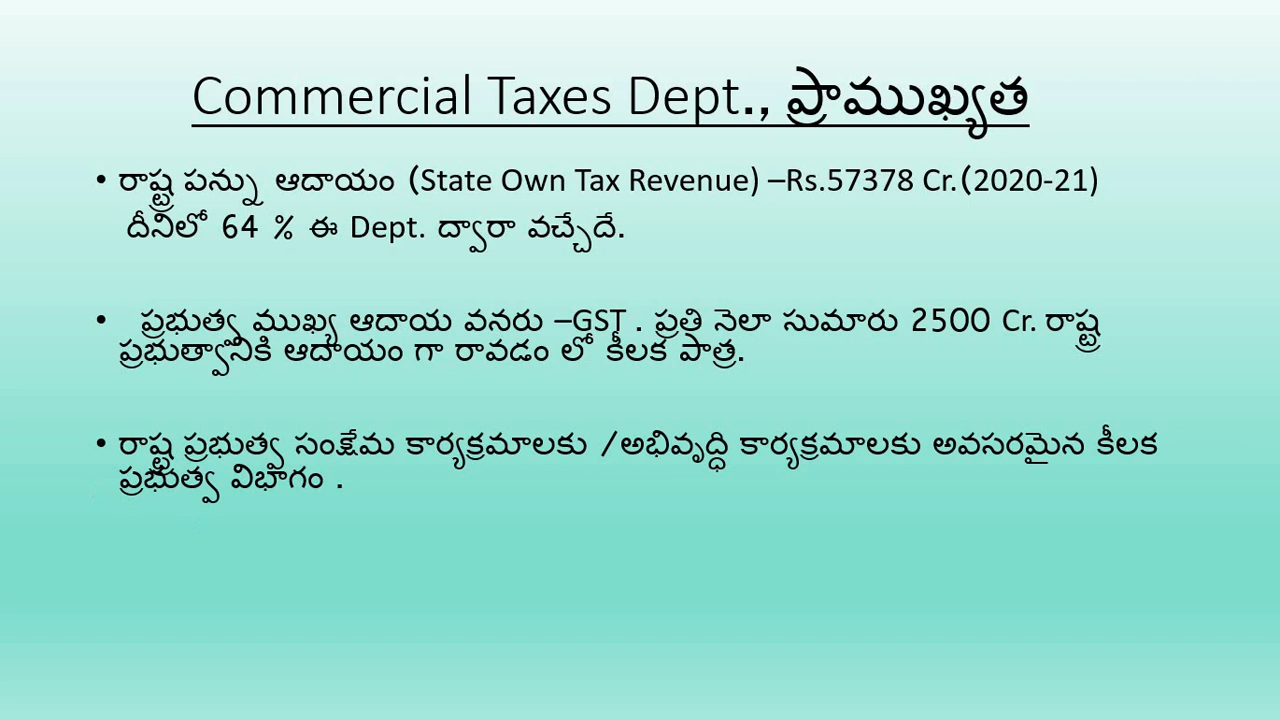 Commercial Taxes Dept., ప్రాముఖ్యత
• రాష్ట్ర పన్ను ఆదాయం (State Own Tax Revenue) –Rs.57378 Cr.(2020-21)
దీనిలో 64 % ఈ Dept. ద్వారా వచ్చేదే.
• ప్రభుత్వ ముఖ్య ఆదాయ వనరు –GST . ప్రతి నెలా సుమారు 2500 Cr. రాష్ట్ర
ప్రభుత్వానికి ఆదాయం గా రావడం లో కీలక పాత్ర.
• రాష్ట్ర ప్రభుత్వ సంక్షేమ కార్యక్రమాలకు /అభివృద్ధి కార్యక్రమాలకు అవసరమైన కీలక
ప్రభుత్వ విభాగం .